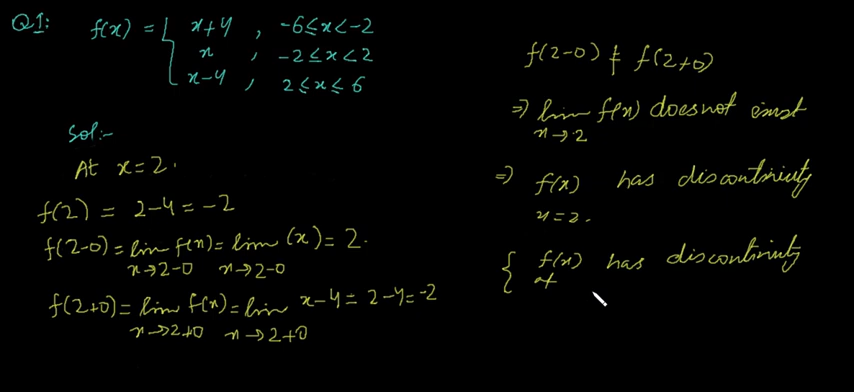 Q1: f(x) = { x+4 , -6≤x<-2
x , -2≤x<2
x-4 , 2≤x≤6
Sol:-
At x=2.
f(2) = 2-4 = -2
f(2-0) = lim f(x) = lim (x) = 2.
x→2-0 x→2-0
f(2+0) = lim f(x) = lim x-4 = 2-4 = -2
x→2+0 x→2+0
f(2-0) ≠ f(2+0)
⇒ lim f(x) does not exist
x→2
⇒ f(x) has discontinuity
x=2.
{ f(x) has discontinuity
at